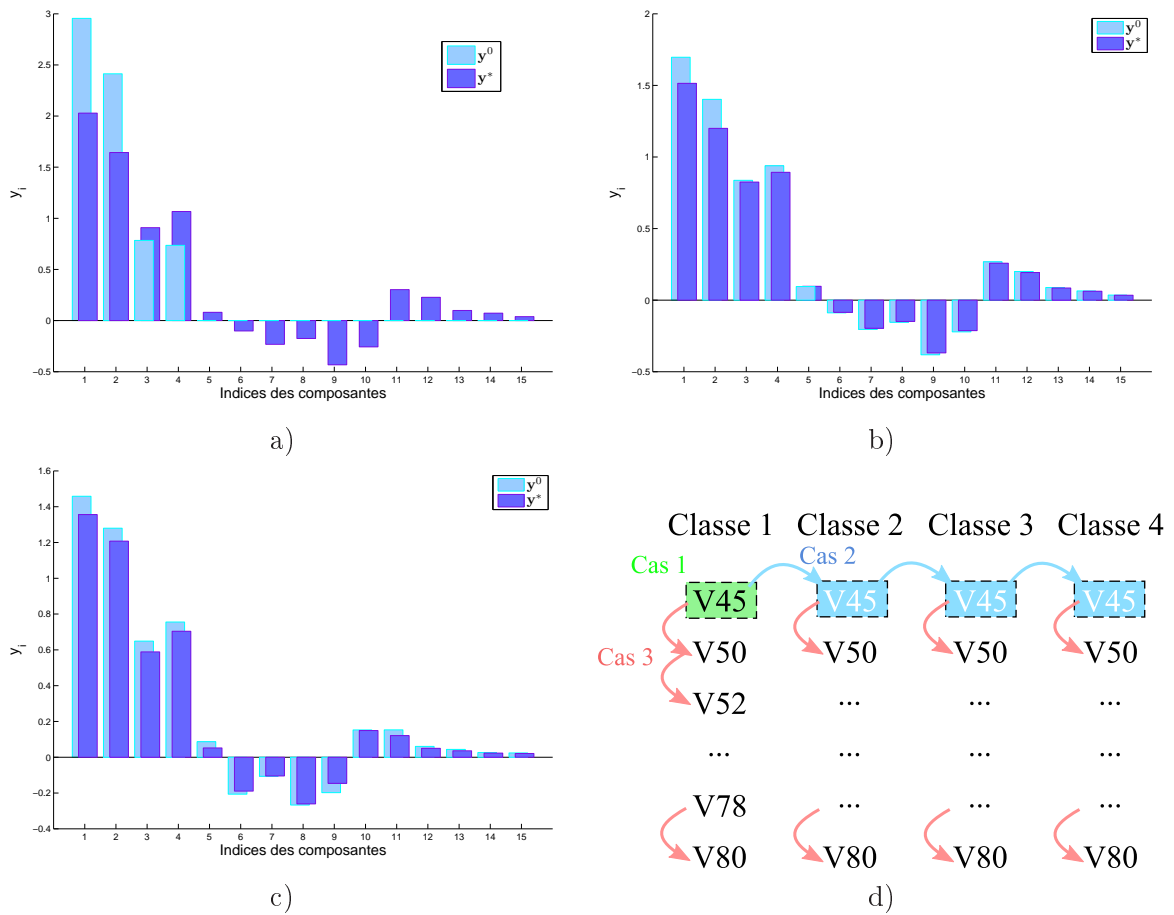 3
2.5
2
1.5
1
0.5
0
−0.5
y_i
y⁰
y*
1 2 3 4 5 6 7 8 9 10 11 12 13 14 15
Indices des composantes
a)
2
1.5
1
0.5
0
−0.5
y_i
y⁰
y*
1 2 3 4 5 6 7 8 9 10 11 12 13 14 15
Indices des composantes
b)
1.6
1.4
1.2
1
0.8
0.6
0.4
0.2
0
−0.2
−0.4
y_i
y⁰
y*
1 2 3 4 5 6 7 8 9 10 11 12 13 14 15
Indices des composantes
c)
Classe 1 Classe 2 Classe 3 Classe 4
Cas 1 Cas 2
V45 V45 V45 V45
Cas 3
V50 V50 V50 V50
V52 ... ... ...
... ... ... ...
V78 ... ... ...
V80 V80 V80 V80
d)